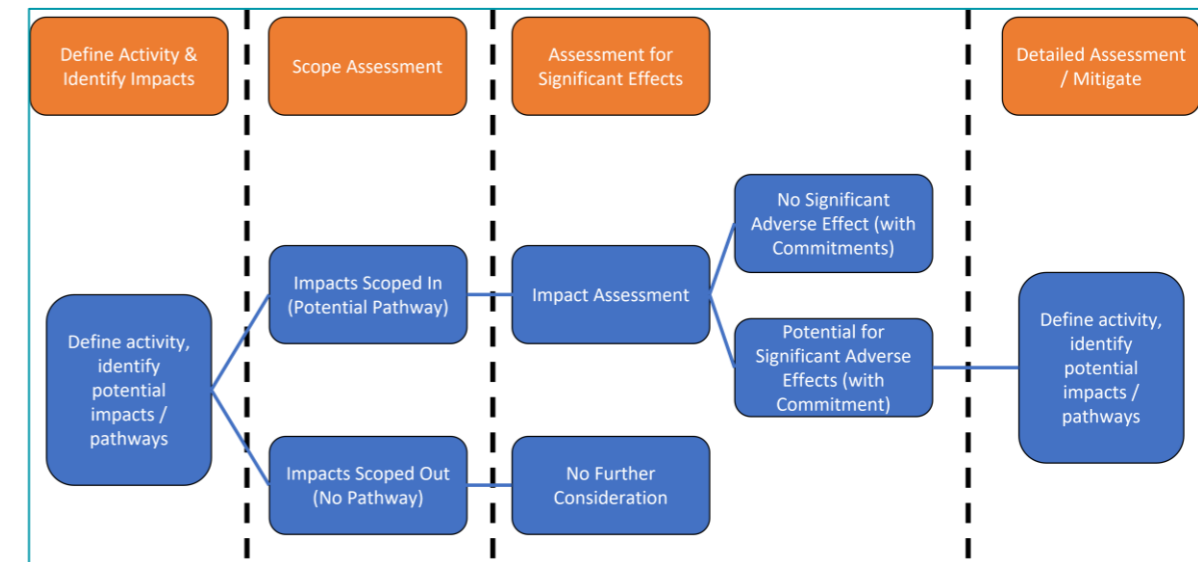 Define Activity &
Identify Impacts
Scope Assessment
Assessment for
Significant Effects
Detailed Assessment
/ Mitigate
Define activity,
identify
potential
impacts /
pathways
Impacts Scoped In
(Potential Pathway)
Impacts Scoped Out
(No Pathway)
Impact Assessment
No Further
Consideration
No Significant
Adverse Effect (with
Commitments)
Potential for
Significant Adverse
Effects (with
Commitment)
Define activity,
identify
potential
impacts /
pathways